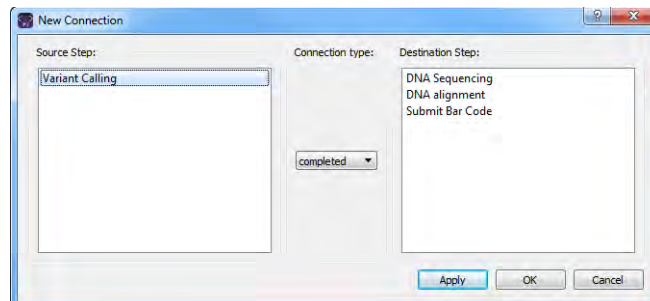 New Connection
Source Step:
Connection type:
Destination Step:
Variant Calling
DNA Sequencing
DNA alignment
Submit Bar Code
completed
Apply
OK
Cancel